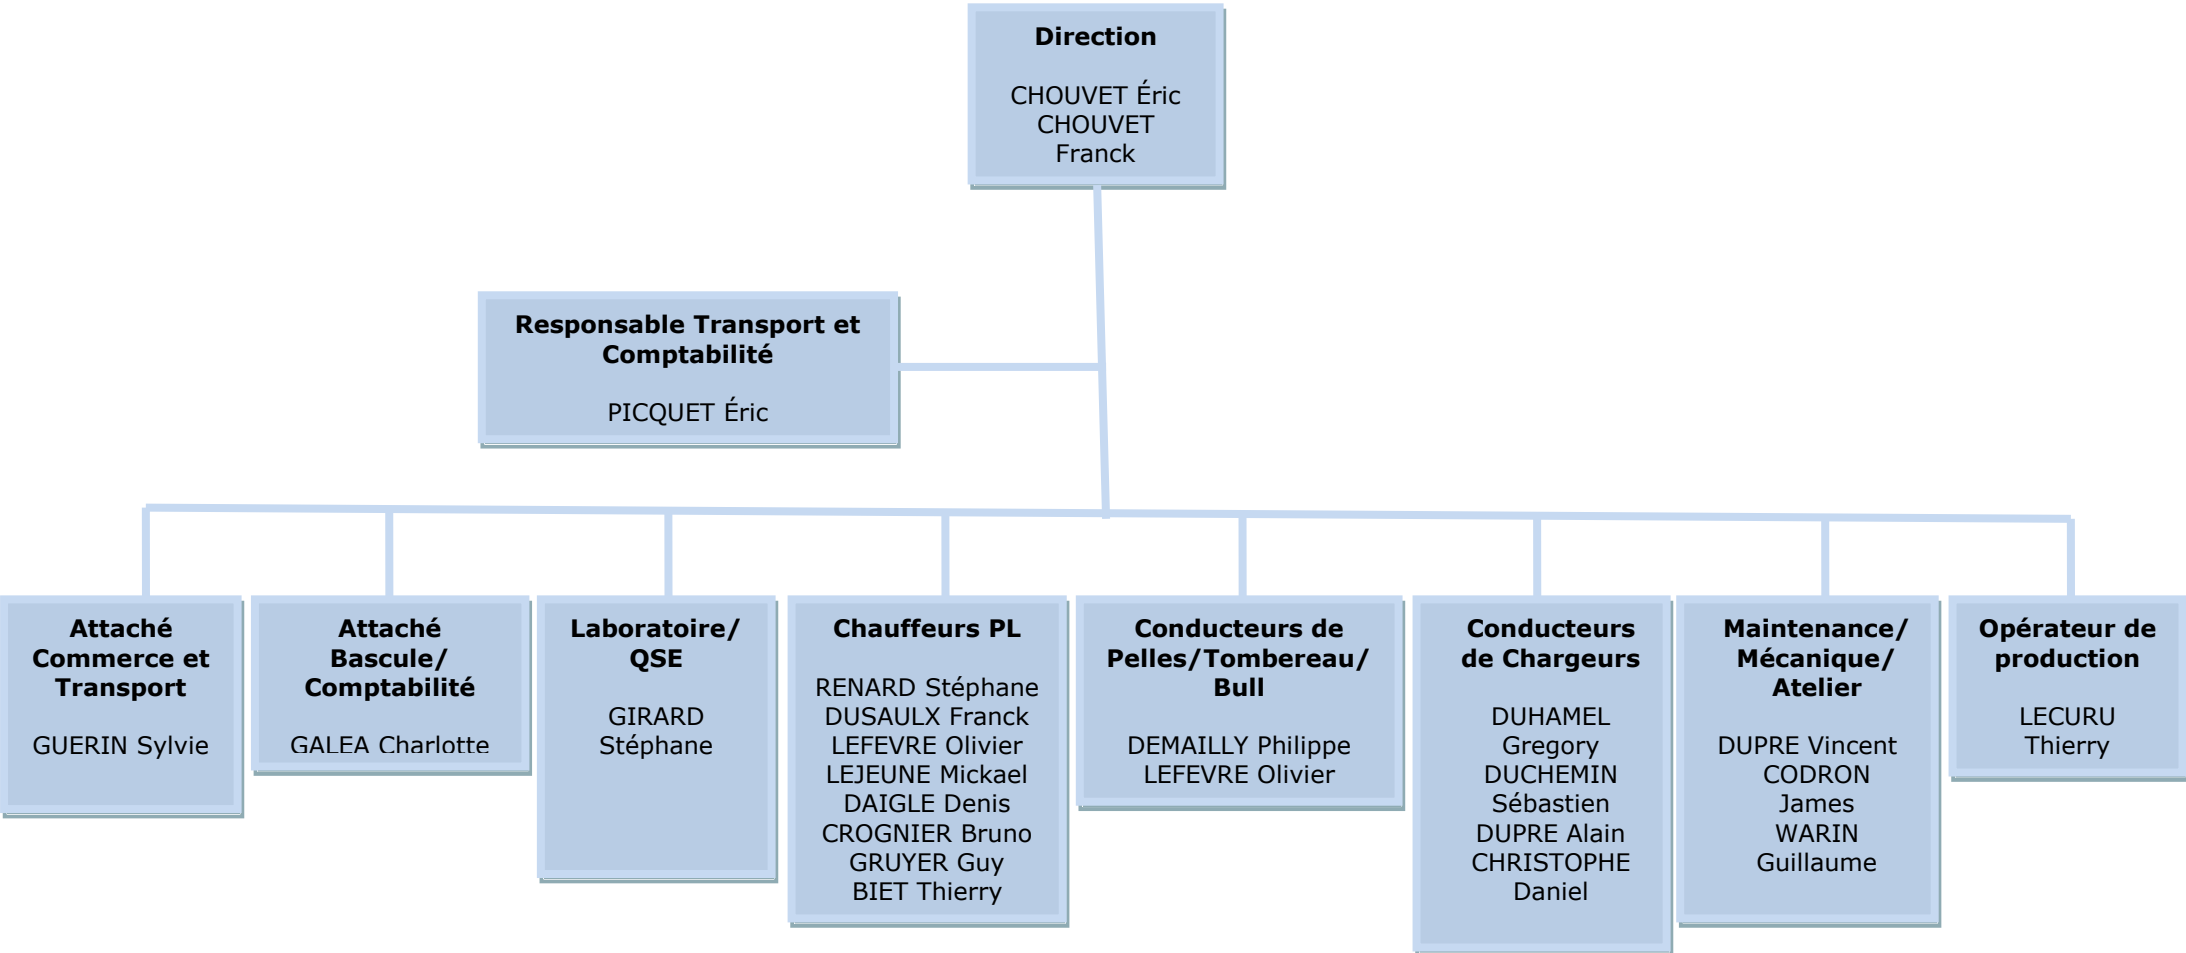 Direction
CHOUVET Éric
CHOUVET
Franck
Responsable Transport et
Comptabilité
PICQUET Éric
Attaché
Commerce et
Transport
GUERIN Sylvie
Attaché
Bascule/
Comptabilité
GALEA Charlotte
Laboratoire/
QSE
GIRARD
Stéphane
Chauffeurs PL
RENARD Stéphane
DUSAULX Franck
LEFEVRE Olivier
LEJEUNE Mickael
DAIGLE Denis
CROGNIER Bruno
GRUYER Guy
BIET Thierry
Conducteurs de
Pelles/Tombereau/
Bull
DEMAILLY Philippe
LEFEVRE Olivier
Conducteurs
de Chargeurs
DUHAMEL
Gregory
DUCHEMIN
Sébastien
DUPRE Alain
CHRISTOPHE
Daniel
Maintenance/
Mécanique/
Atelier
DUPRE Vincent
CODRON
James
WARIN
Guillaume
Opérateur de
production
LECURU
Thierry